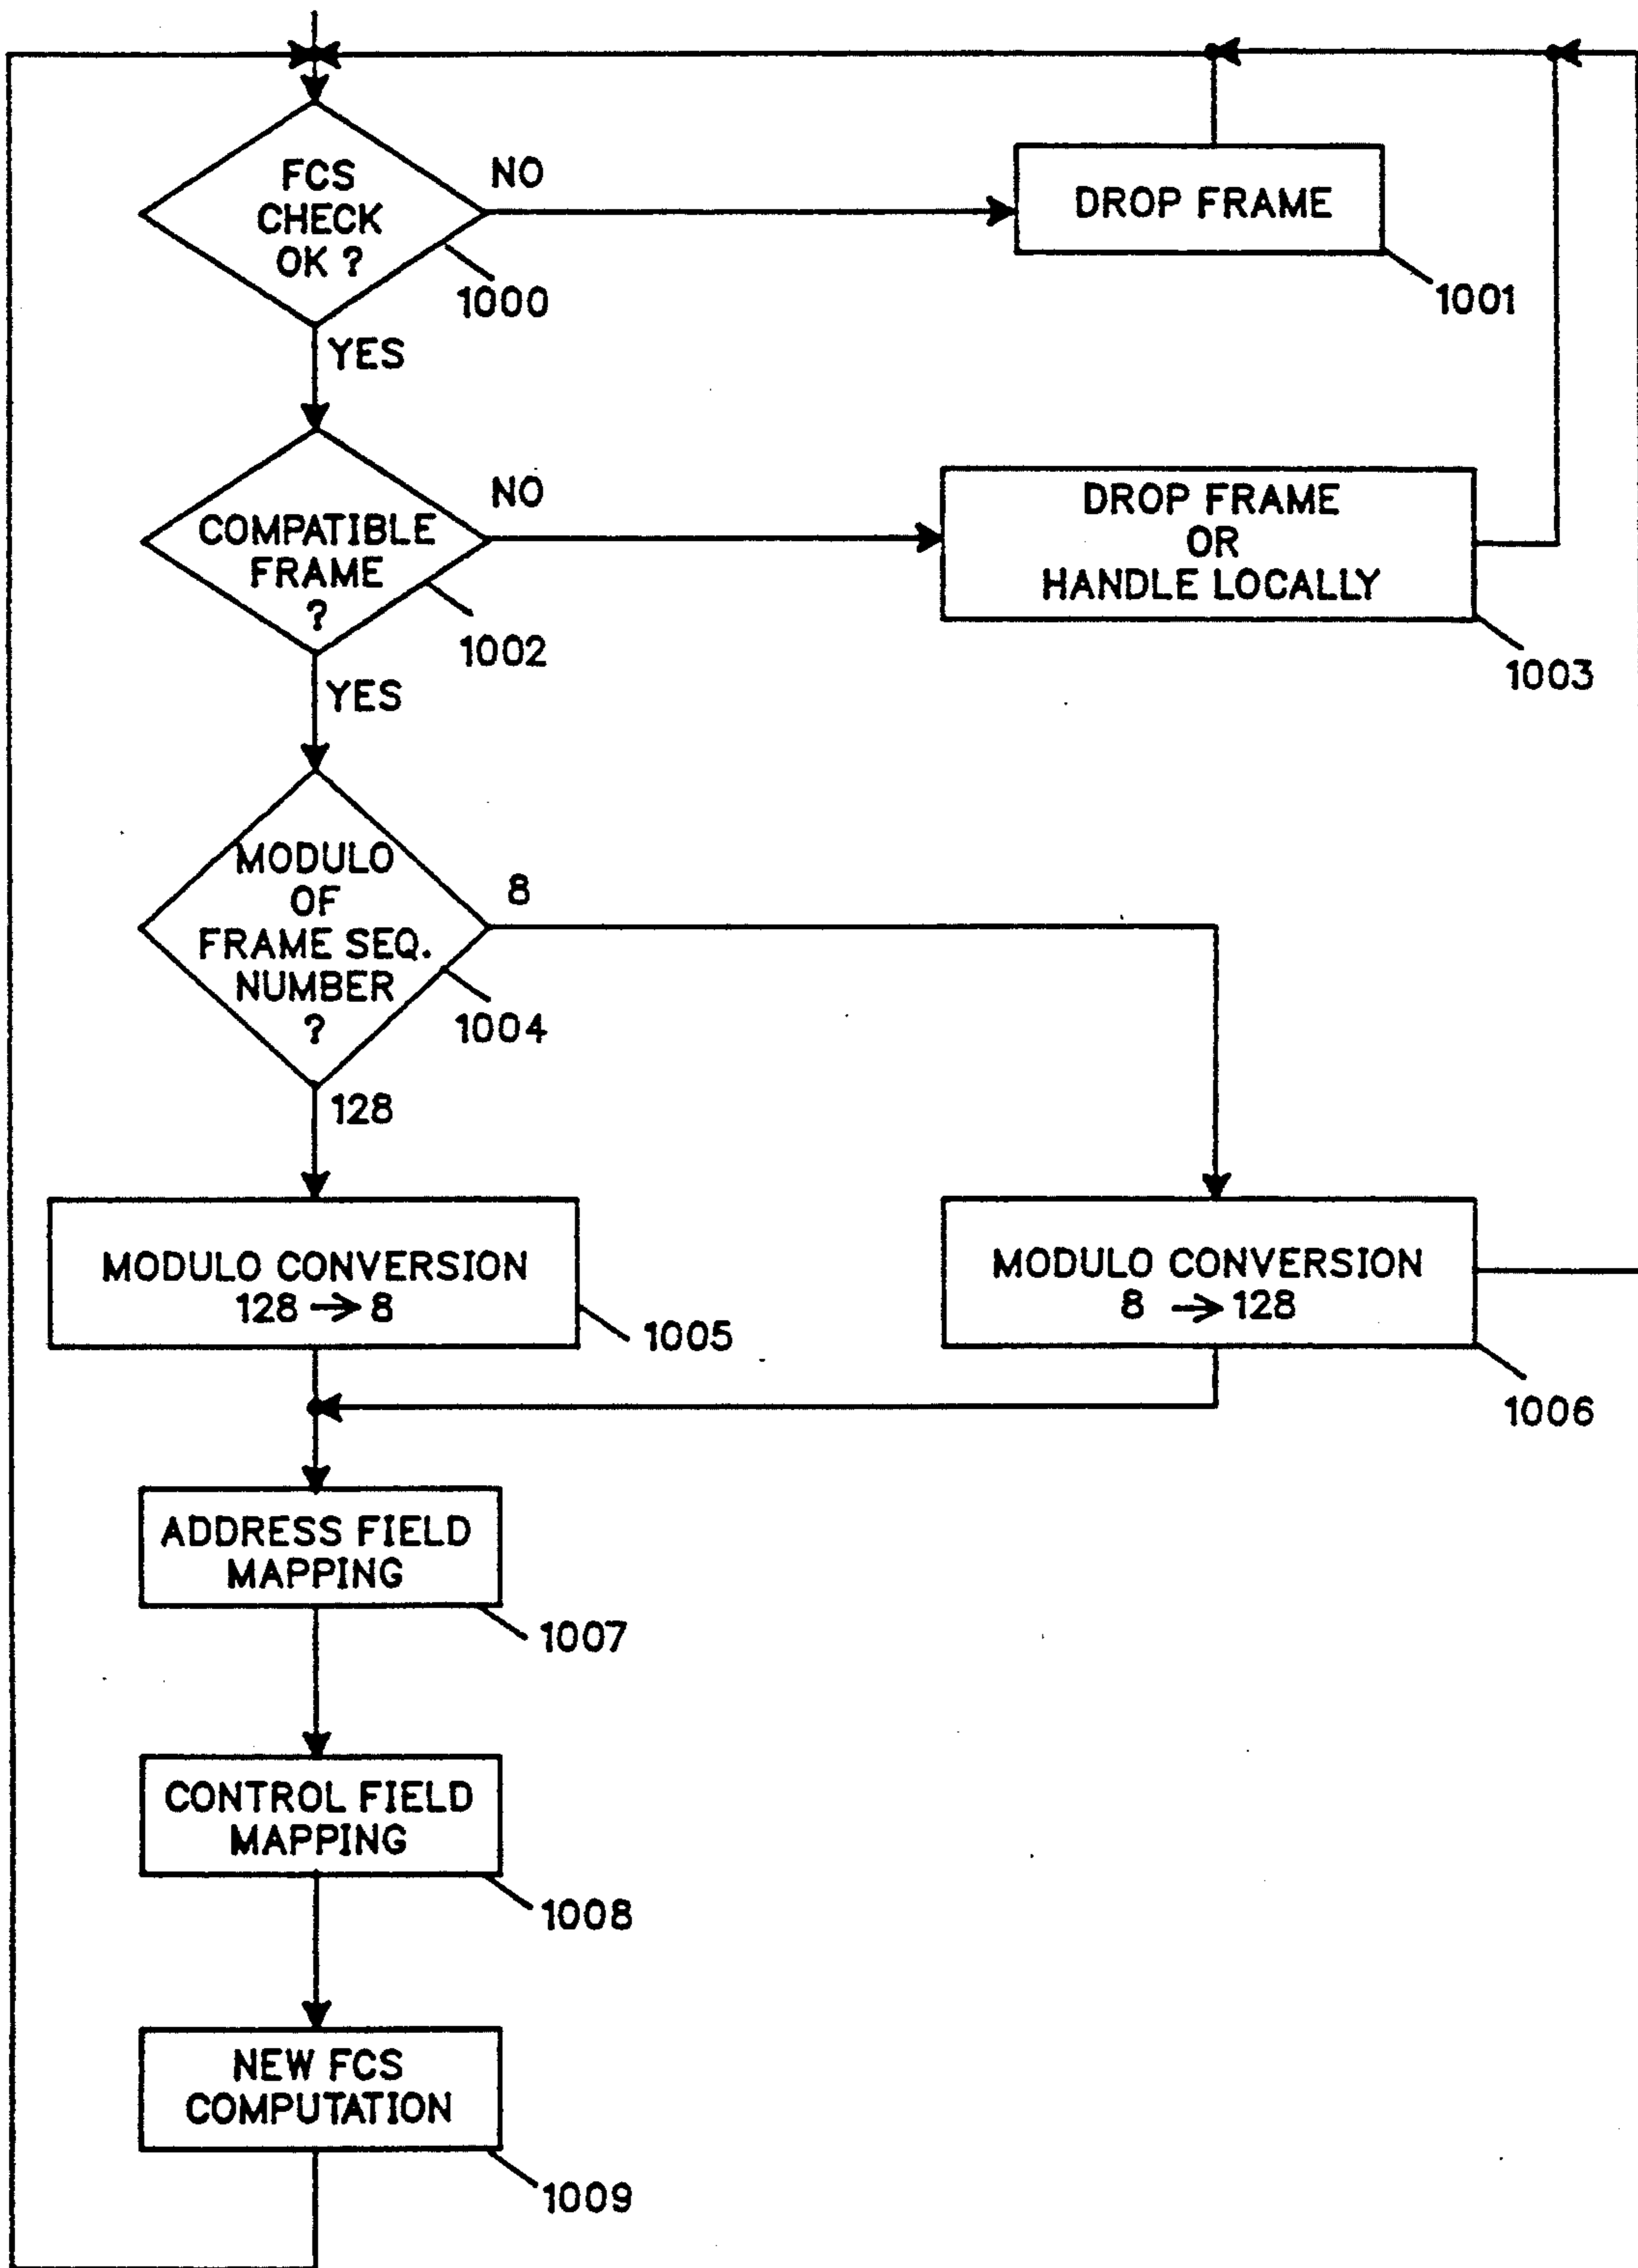 FCS
CHECK
OK ?
NO
1000
YES
DROP FRAME
1001
COMPATIBLE
FRAME
?
NO
1002
YES
DROP FRAME
OR
HANDLE LOCALLY
1003
MODULO
OF
FRAME SEQ.
NUMBER
?
8
1004
128
MODULO CONVERSION
128 → 8
1005
MODULO CONVERSION
8 → 128
1006
ADDRESS FIELD
MAPPING
1007
CONTROL FIELD
MAPPING
1008
NEW FCS
COMPUTATION
1009